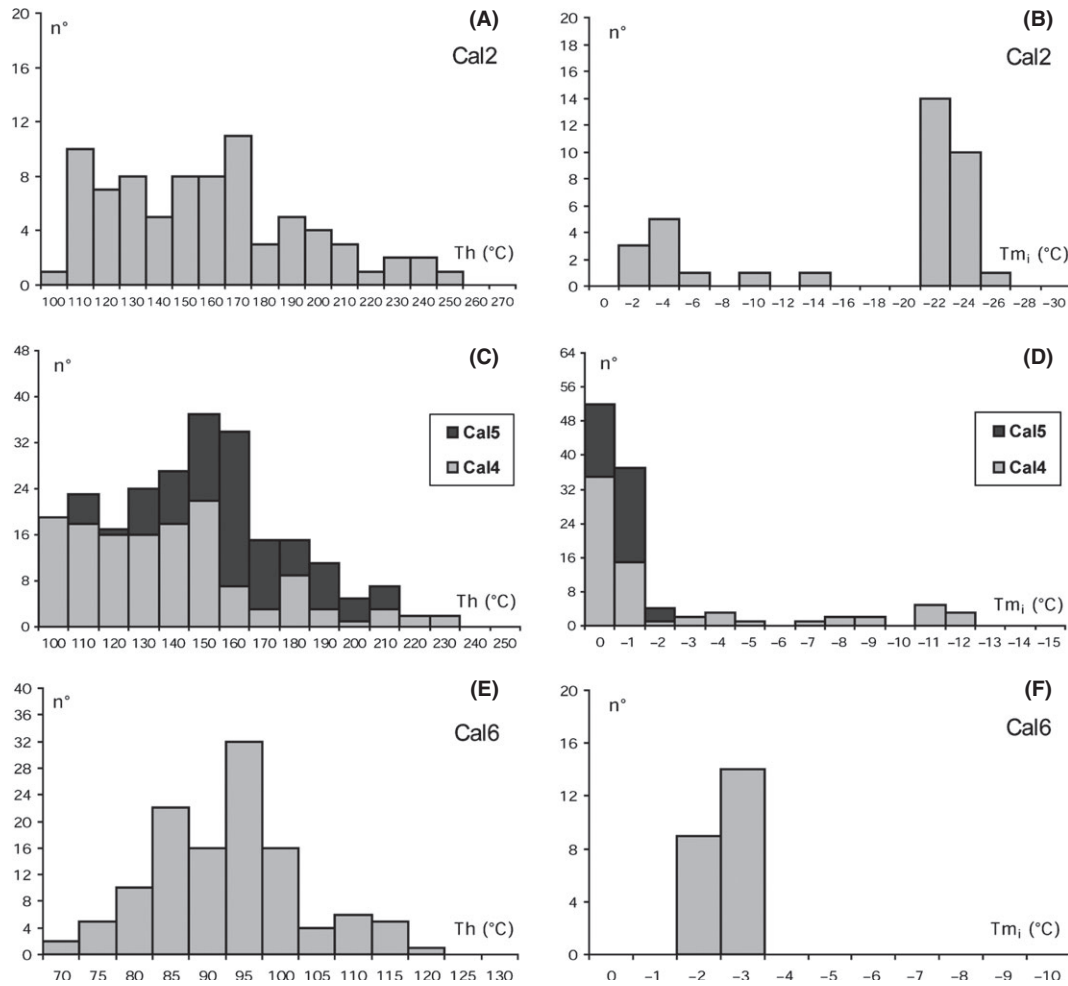 (A)
n°
Cal2
20
16
12
8
4
0
Th (°C)
100 110 120 130 140 150 160 170 180 190 200 210 220 230 240 250 260 270
(B)
n°
Cal2
20
18
16
14
12
10
8
6
4
2
0
Tmi (°C)
0 –2 –4 –6 –8 –10 –12 –14 –16 –18 –20 –22 –24 –26 –28 –30
(C)
n°
48
40
32
24
16
8
0
Cal5
Cal4
Th (°C)
100 110 120 130 140 150 160 170 180 190 200 210 220 230 240 250
(D)
n°
64
56
48
40
32
24
16
8
0
Cal5
Cal4
Tmi (°C)
0 –1 –2 –3 –4 –5 –6 –7 –8 –9 –10 –11 –12 –13 –14 –15
(E)
n°
Cal6
40
36
32
28
24
20
16
12
8
4
0
Th (°C)
70 75 80 85 90 95 100 105 110 115 120 125 130
(F)
n°
Cal6
20
16
12
8
4
0
Tmi (°C)
0 –1 –2 –3 –4 –5 –6 –7 –8 –9 –10